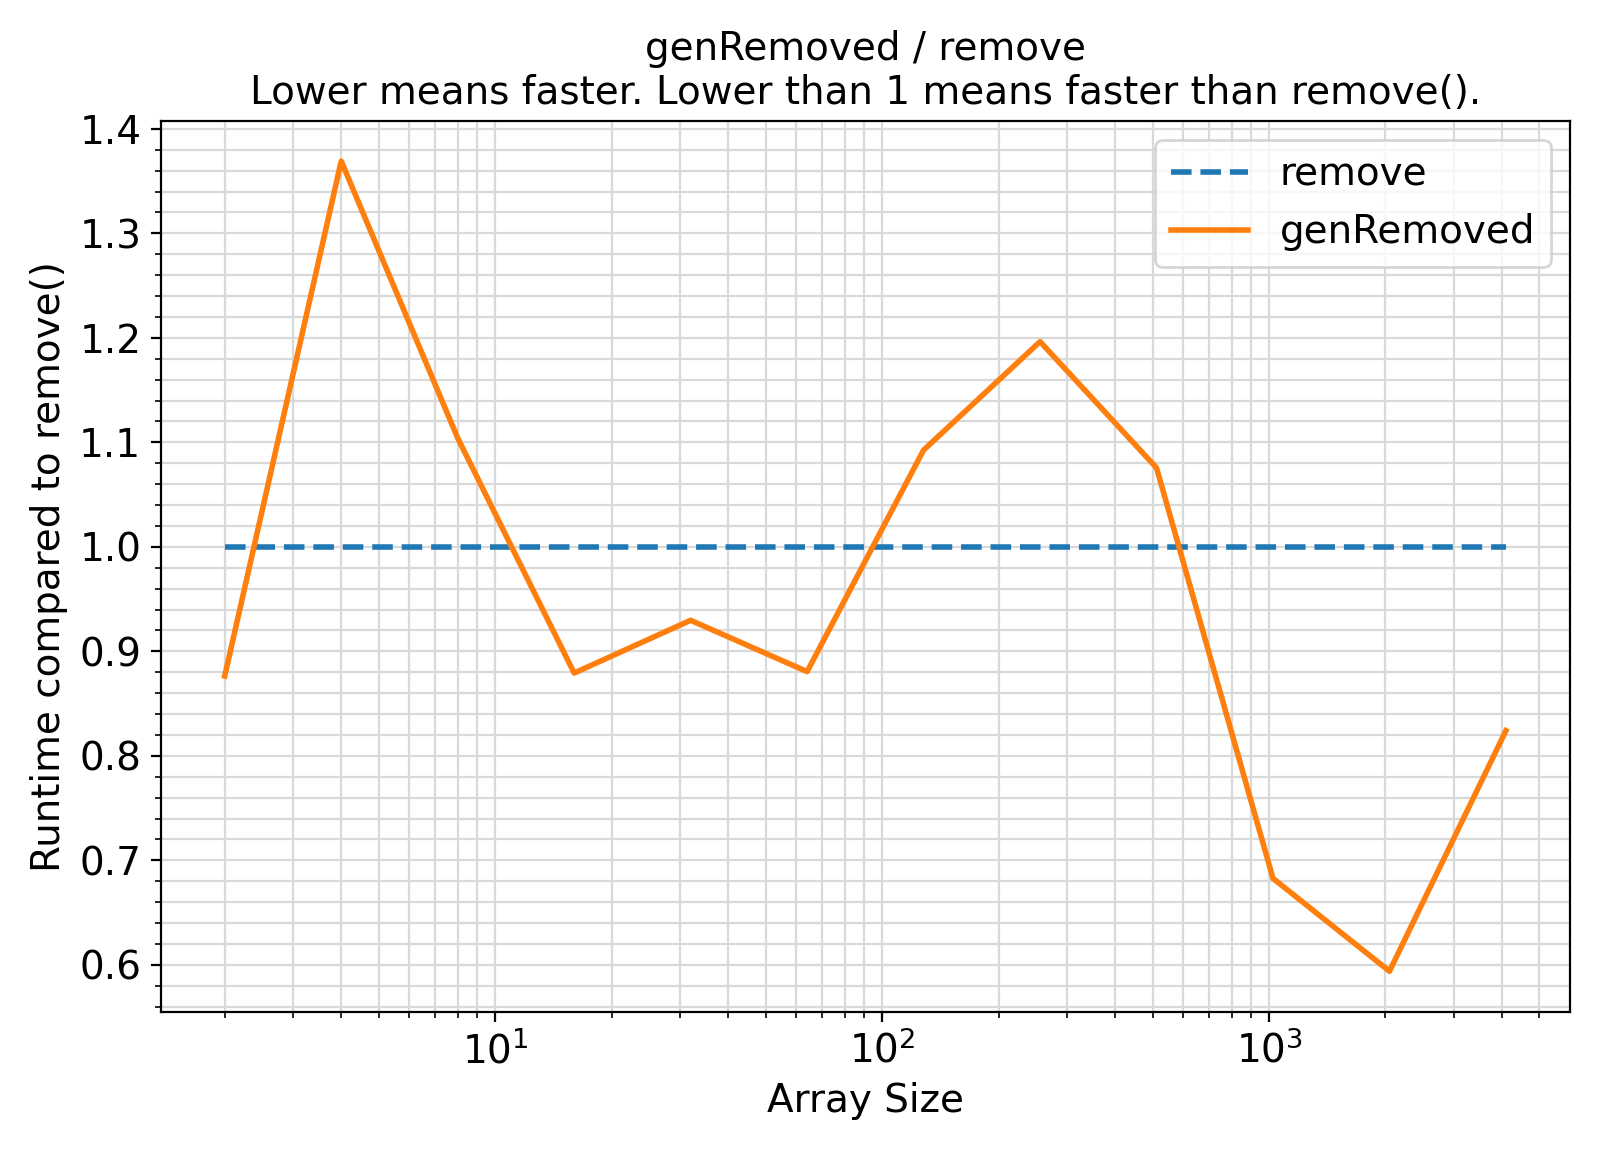 genRemoved / remove
Lower means faster. Lower than 1 means faster than remove().
1.4
1.3
1.2
1.1
1.0
0.9
0.8
0.7
0.6
Runtime compared to remove()
remove
genRemoved
10¹
10²
10³
Array Size